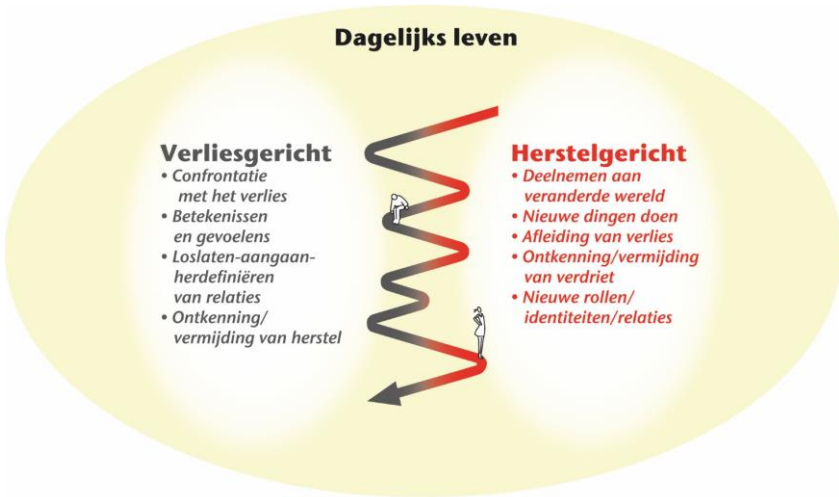 Dagelijks leven
Verliesgericht
• Confrontatie
met het verlies
• Betekenissen
en gevoelens
• Loslaten-aangaan-
herdefiniëren
van relaties
• Ontkenning/
vermijding van herstel
Herstelgericht
• Deelnemen aan
veranderde wereld
• Nieuwe dingen doen
• Afleiding van verlies
• Ontkenning/vermijding
van verdriet
• Nieuwe rollen/
identiteiten/relaties